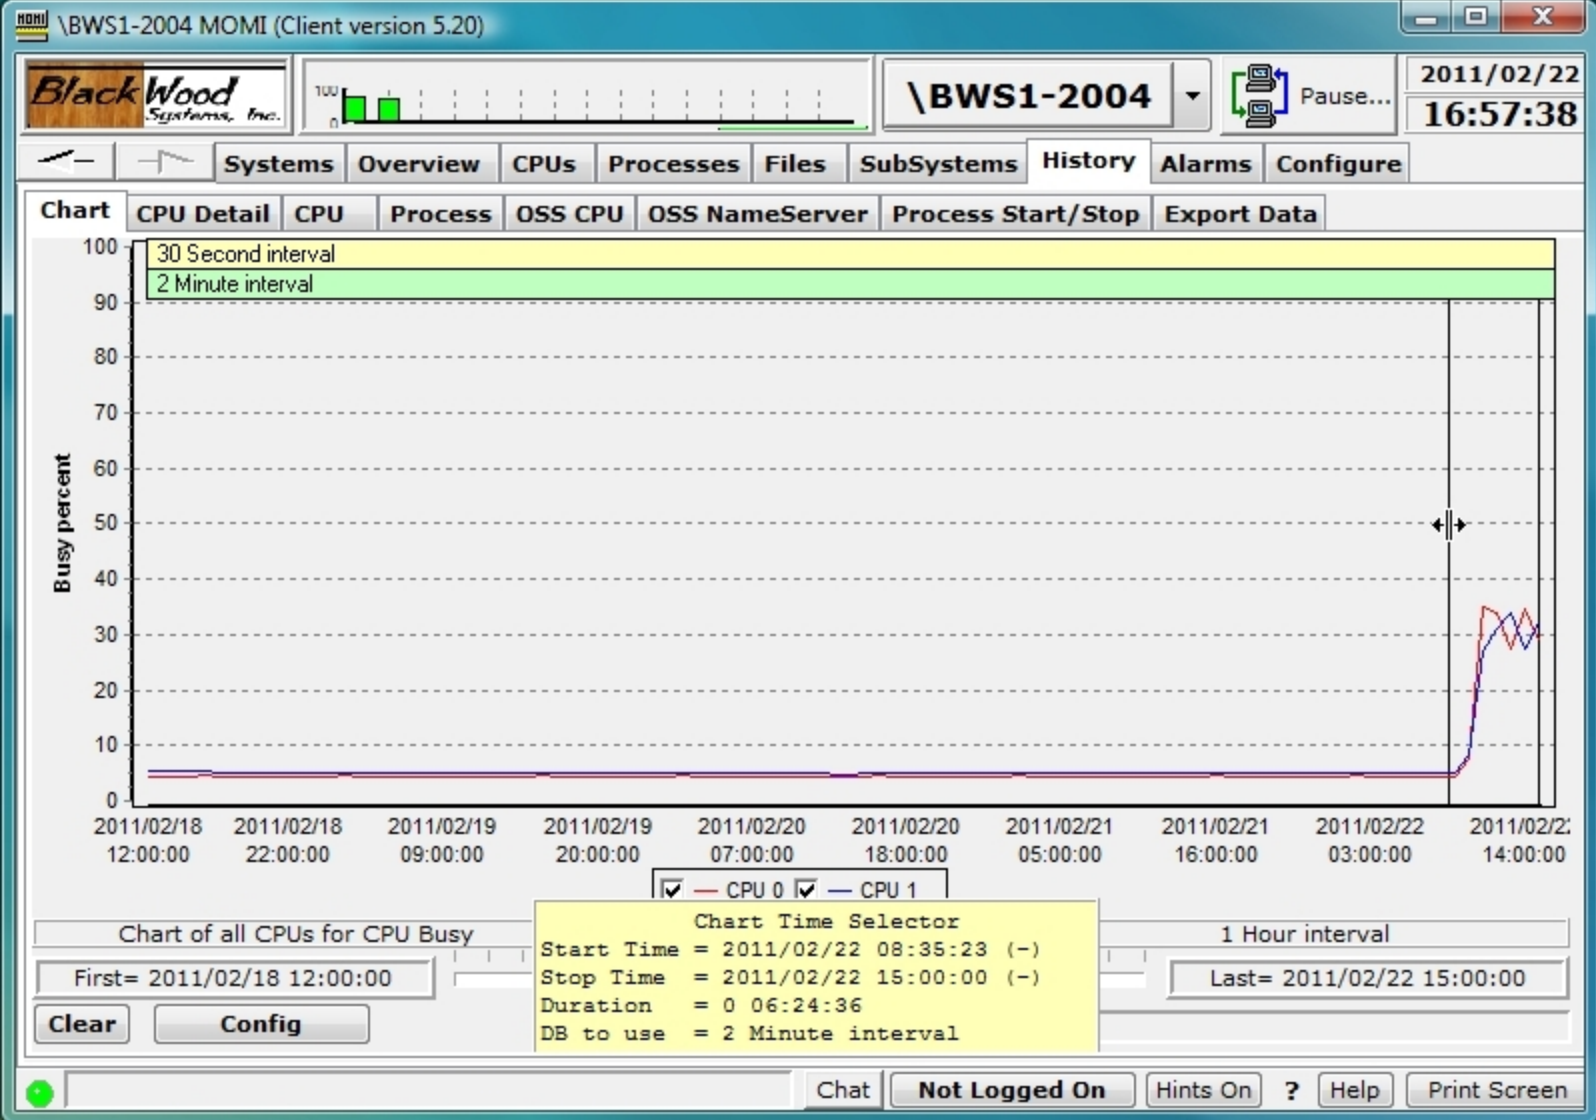 \BWS1-2004 MOMI (Client version 5.20)
MOMI
BlackWood
Systems, Inc.
100
0
\BWS1-2004
Pause...
2011/02/22
16:57:38
Systems Overview CPUs Processes Files SubSystems History Alarms Configure
Chart CPU Detail CPU Process OSS CPU OSS NameServer Process Start/Stop Export Data
30 Second interval
2 Minute interval
Busy percent
100
90
80
70
60
50
40
30
20
10
0
2011/02/18 2011/02/18 2011/02/19 2011/02/19 2011/02/20 2011/02/20 2011/02/21 2011/02/21 2011/02/22 2011/02/22
12:00:00 22:00:00 09:00:00 20:00:00 07:00:00 18:00:00 05:00:00 16:00:00 03:00:00 14:00:00
CPU 0 CPU 1
Chart of all CPUs for CPU Busy
1 Hour interval
First= 2011/02/18 12:00:00
Last= 2011/02/22 15:00:00
Chart Time Selector
Start Time = 2011/02/22 08:35:23 (-)
Stop Time = 2011/02/22 15:00:00 (-)
Duration = 0 06:24:36
DB to use = 2 Minute interval
Clear Config
Chat Not Logged On Hints On ? Help Print Screen